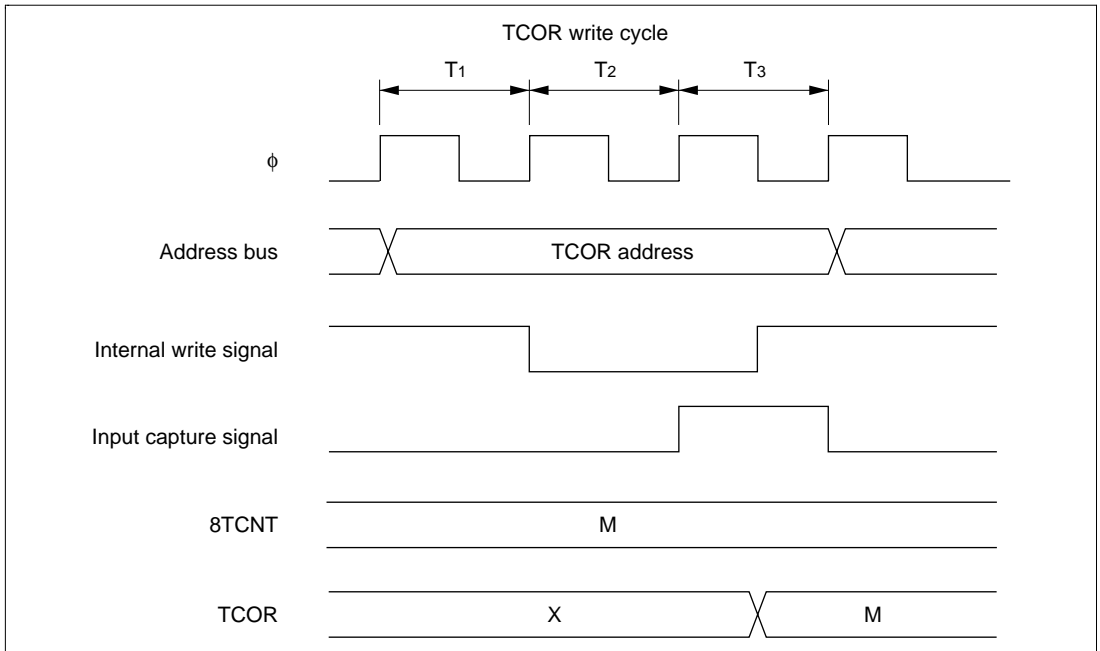 TCOR write cycle
T1 T2 T3
ϕ
Address bus TCOR address
Internal write signal
Input capture signal
8TCNT M
TCOR X M